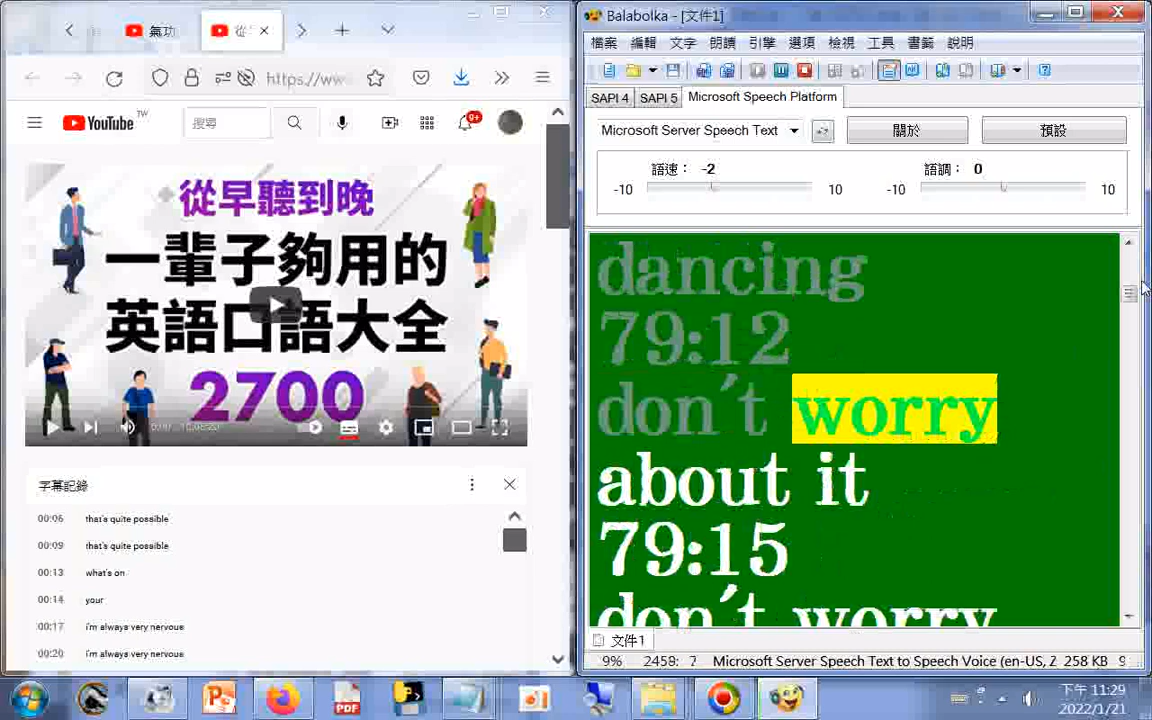 氣功
https://www
YouTube TW
搜尋
9+
從早聽到晚
一輩子夠用的
英語口語大全
2700
字幕記錄
00:06 that's quite possible
00:09 that's quite possible
00:13 what's on
00:14 your
00:17 i'm always very nervous
00:20 i'm always very nervous
Balabolka - [文件1]
檔案 編輯 文字 朗讀 引擎 選項 檢視 工具 書籤 說明
SAPI 4 SAPI 5 Microsoft Speech Platform
Microsoft Server Speech Text 關於 預設
語速: -2 語調: 0
-10 10 -10 10
dancing
79:12
don't worry
about it
79:15
don't worry
文件1
9% 2458: 7 Microsoft Server Speech Text to Speech Voice (en-US, Z 258 KB 9
PDF
下午 11:29
2022/1/21